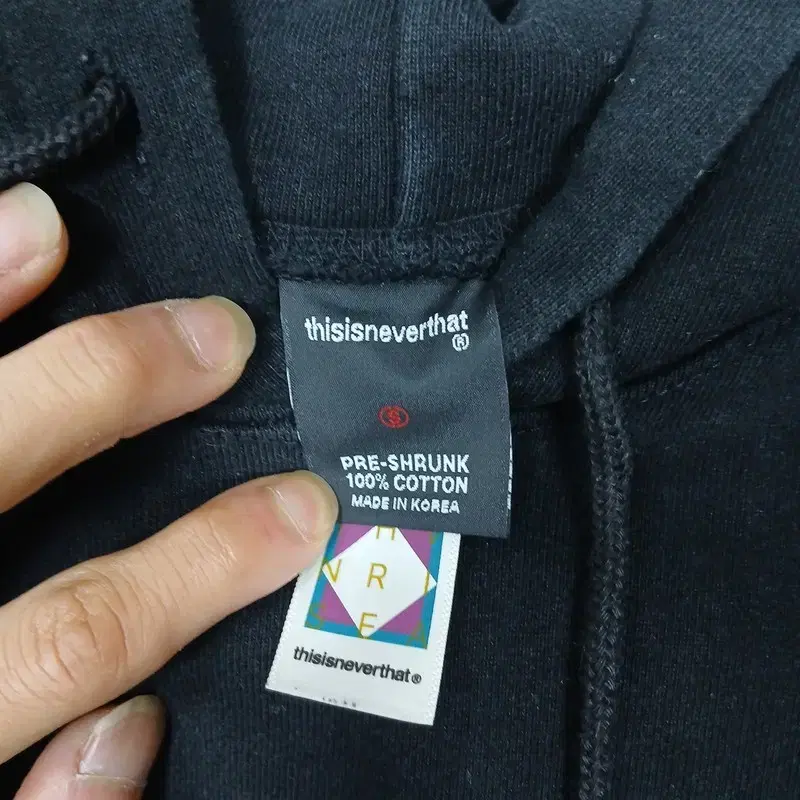 thisisneverthat
®
S
PRE-SHRUNK
100% COTTON
MADE IN KOREA
H
N R I
E
thisisneverthat®